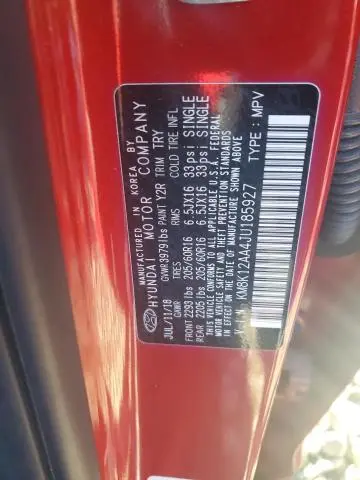 MADE IN KOREA BY
HYUNDAI MOTOR COMPANY
JUL/11/18 GVWR 3979 lbs PAINT Y2R TRIM TRY
GAWR TIRES RIMS COLD TIRE INFL
FRONT 2293 lbs 205/60R16 6.5JX16 33psi SINGLE
REAR 2205 lbs 205/60R16 6.5JX16 33psi SINGLE
THIS VEHICLE CONFORMS TO ALL APPLICABLE U.S.A. FEDERAL
MOTOR VEHICLE SAFETY AND THEFT PREVENTION STANDARDS
IN EFFECT ON THE DATE OF MANUFACTURE SHOWN ABOVE
V.I.N KM8K12AA4JU185927 TYPE : MPV